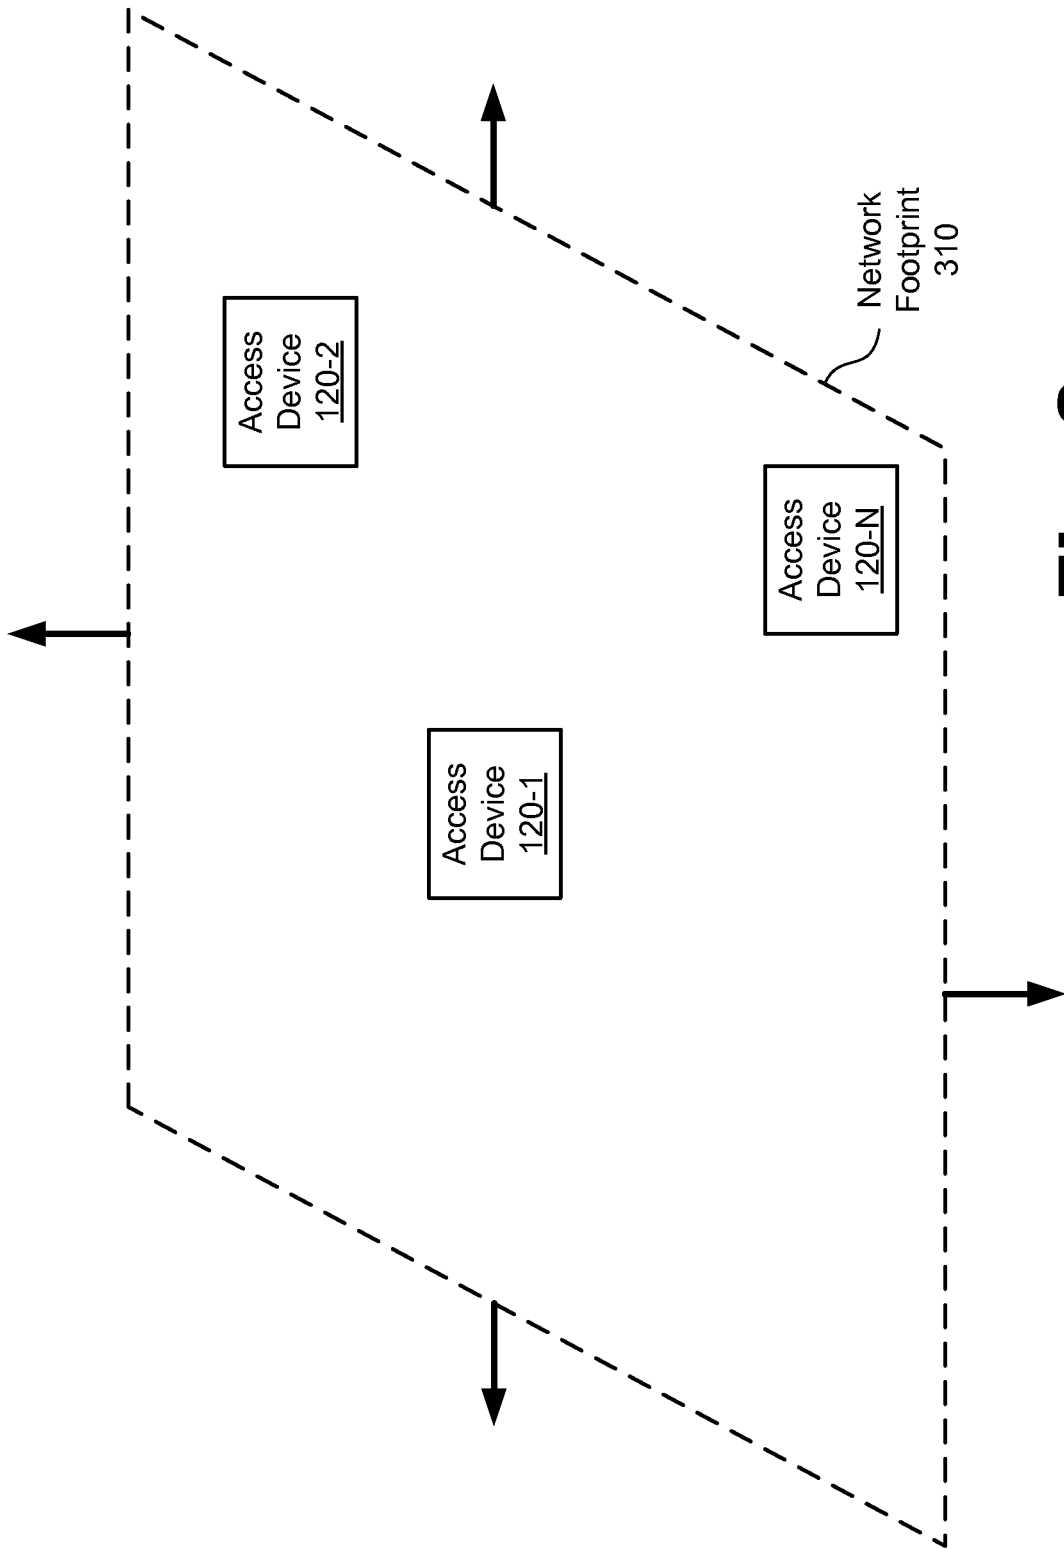 Access
Device
120-2
Access
Device
120-1
Access
Device
120-N
Network
Footprint
310